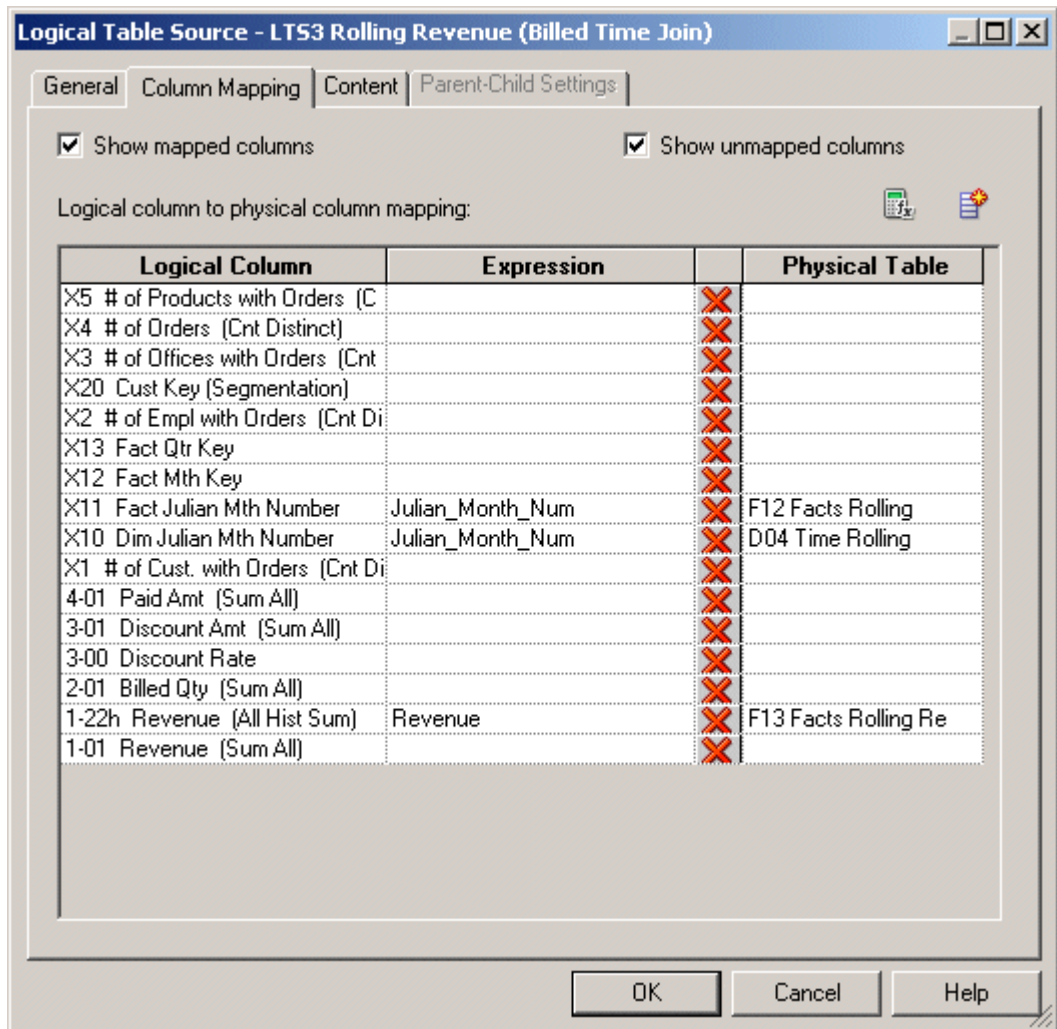 Logical Table Source - LTS3 Rolling Revenue (Billed Time Join)
General Column Mapping Content Parent-Child Settings
Show mapped columns Show unmapped columns
Logical column to physical column mapping:
Logical Column Expression Physical Table
X5 # of Products with Orders (C
X4 # of Orders (Cnt Distinct)
X3 # of Offices with Orders (Cnt
X20 Cust Key (Segmentation)
X2 # of Empl with Orders (Cnt Di
X13 Fact Qtr Key
X12 Fact Mth Key
X11 Fact Julian Mth Number Julian_Month_Num F12 Facts Rolling
X10 Dim Julian Mth Number Julian_Month_Num D04 Time Rolling
X1 # of Cust. with Orders (Cnt Di
4-01 Paid Amt (Sum All)
3-01 Discount Amt (Sum All)
3-00 Discount Rate
2-01 Billed Qty (Sum All)
1-22h Revenue (All Hist Sum) Revenue F13 Facts Rolling Re
1-01 Revenue (Sum All)
OK Cancel Help